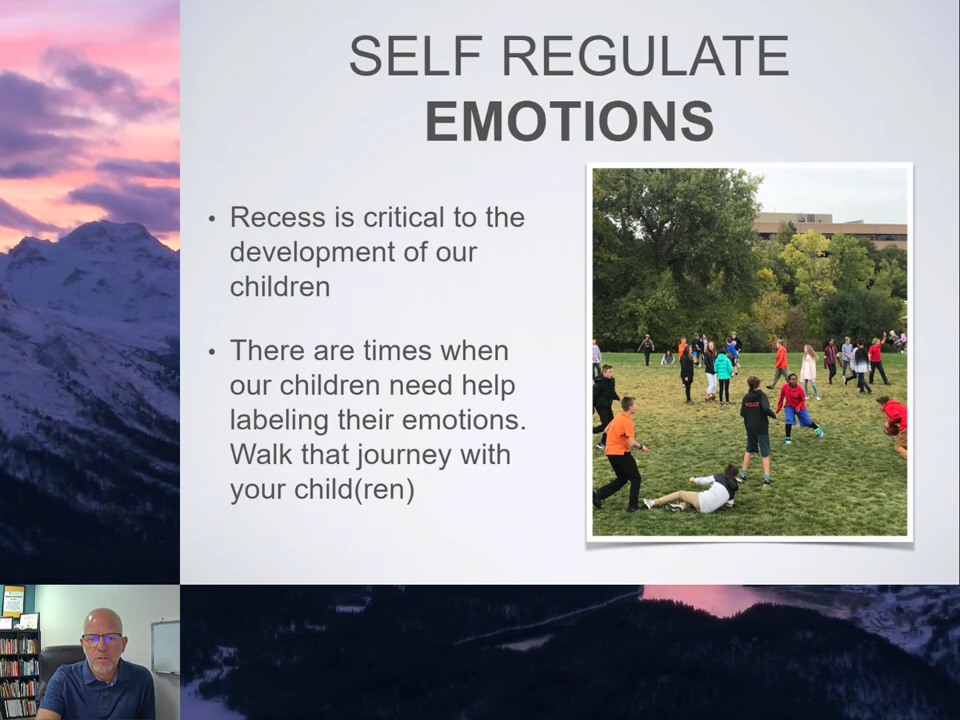 SELF REGULATE
EMOTIONS
• Recess is critical to the
development of our
children
• There are times when
our children need help
labeling their emotions.
Walk that journey with
your child(ren)